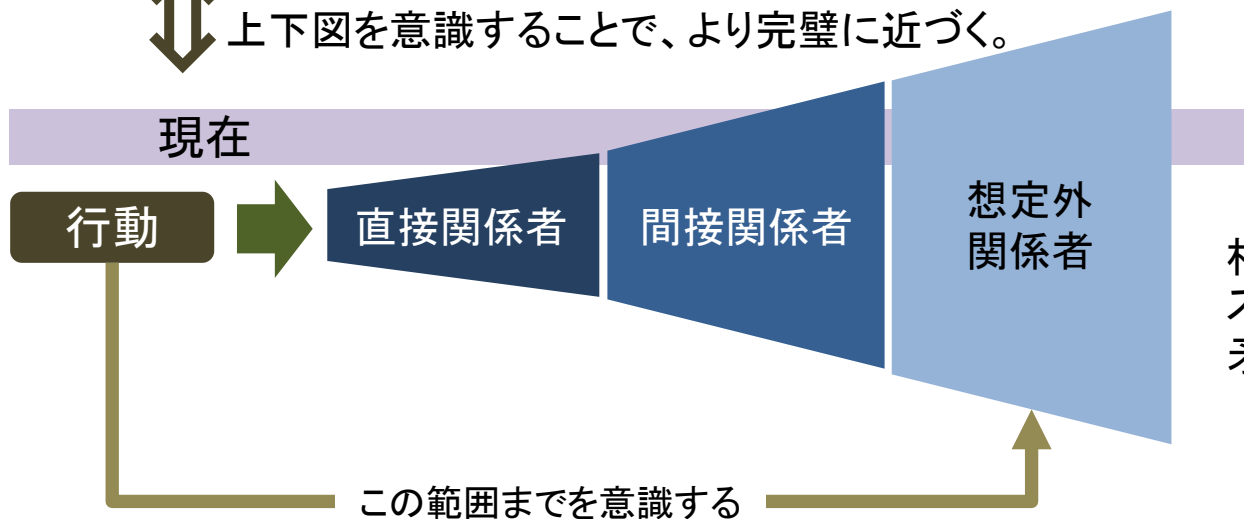 上下図を意識することで、より完璧に近づく。
現在
行動
直接関係者
間接関係者
想定外
関係者
この範囲までを意識する